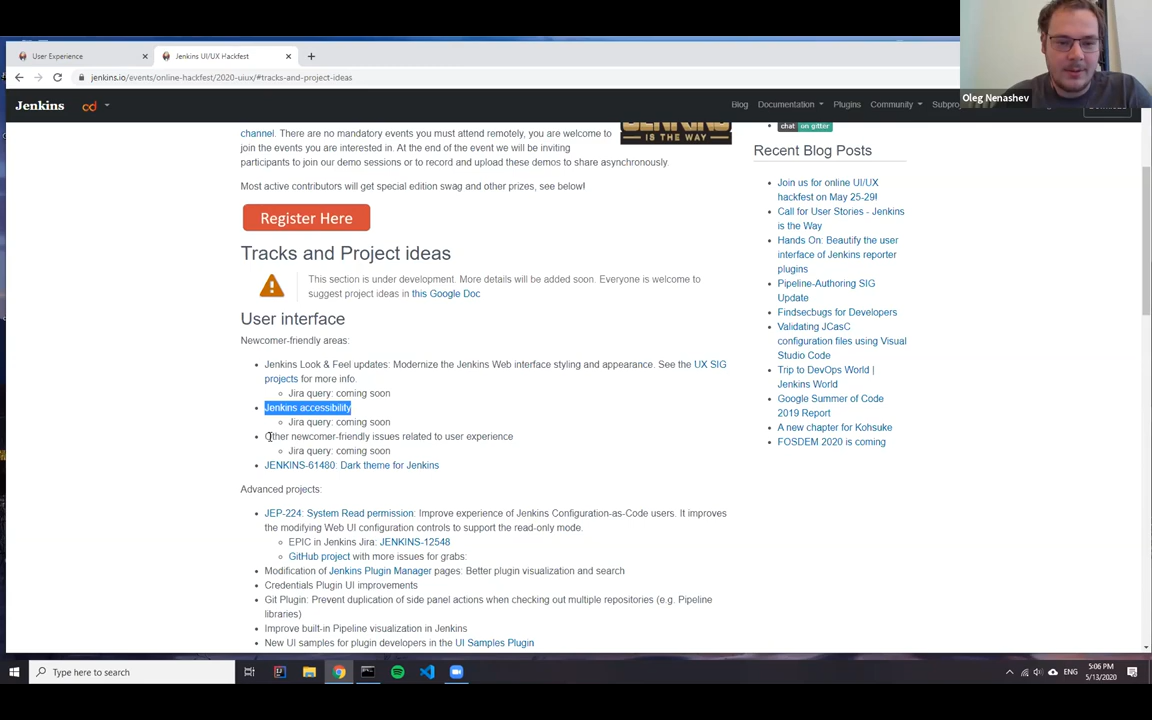 User Experience
Jenkins UI/UX Hackfest
jenkins.io/events/online-hackfest/2020-uiux/#tracks-and-project-ideas
Oleg Nenashev
Jenkins cd Blog Documentation Plugins Community
channel. There are no mandatory events you must attend remotely, you are welcome to
join the events you are interested in. At the end of the event we will be inviting
participants to join our demo sessions or to record and upload these demos to share asynchronously.
IS THE WAY
Most active contributors will get special edition swag and other prizes, see below!
Register Here
Tracks and Project ideas
This section is under development. More details will be added soon. Everyone is welcome to
suggest project ideas in this Google Doc
User interface
Newcomer-friendly areas:
Jenkins Look & Feel updates: Modernize the Jenkins Web interface styling and appearance. See the UX SIG
projects for more info.
Jira query: coming soon
Jenkins accessibility
Jira query: coming soon
Other newcomer-friendly issues related to user experience
Jira query: coming soon
JENKINS-61480: Dark theme for Jenkins
Advanced projects:
JEP-224: System Read permission: Improve experience of Jenkins Configuration-as-Code users. It improves
the modifying Web UI configuration controls to support the read-only mode.
EPIC in Jenkins Jira: JENKINS-12548
GitHub project with more issues for grabs:
Modification of Jenkins Plugin Manager pages: Better plugin visualization and search
Credentials Plugin UI improvements
Git Plugin: Prevent duplication of side panel actions when checking out multiple repositories (e.g. Pipeline
libraries)
Improve built-in Pipeline visualization in Jenkins
New UI samples for plugin developers in the UI Samples Plugin
chat on gitter
Recent Blog Posts
Join us for online UI/UX
hackfest on May 25-29!
Call for User Stories - Jenkins
is the Way
Hands On: Beautify the user
interface of Jenkins reporter
plugins
Pipeline-Authoring SIG
Update
Findsecbugs for Developers
Validating JCasC
configuration files using Visual
Studio Code
Trip to DevOps World |
Jenkins World
Google Summer of Code
2019 Report
A new chapter for Kohsuke
FOSDEM 2020 is coming
Type here to search
ENG
5:06 PM
5/13/2020